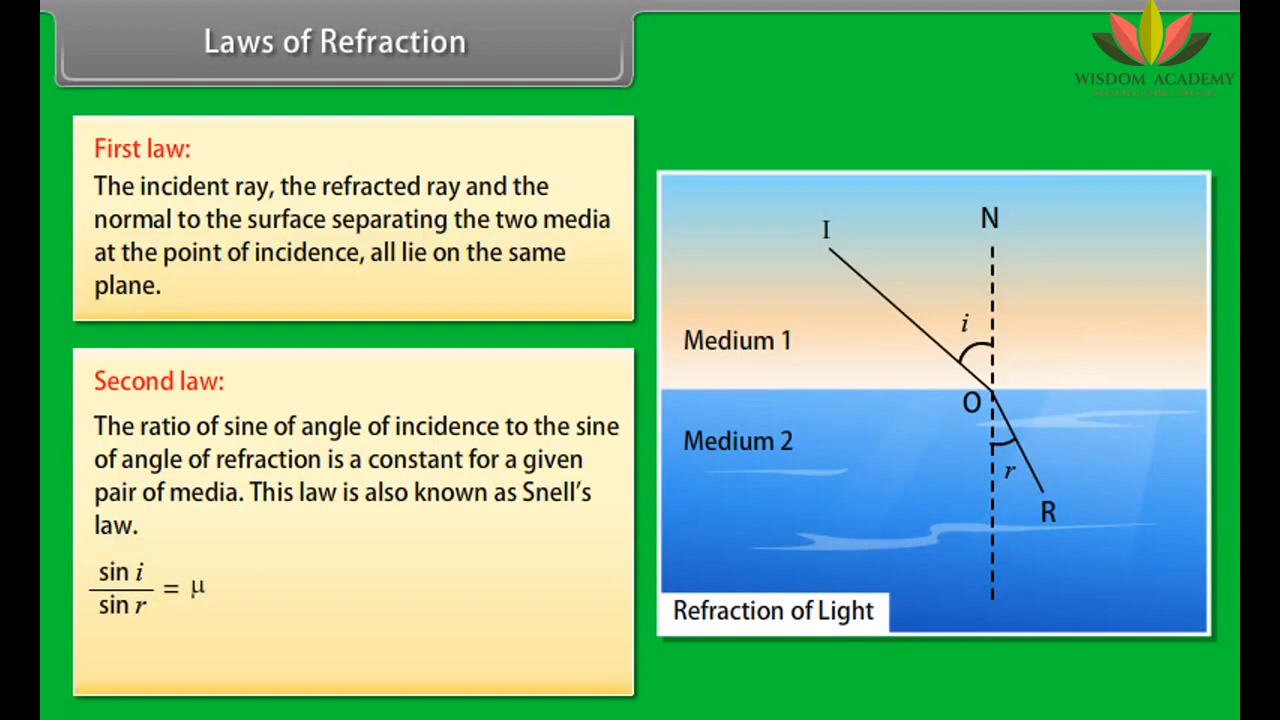 Laws of Refraction
WISDOM ACADEMY
First law:
The incident ray, the refracted ray and the
normal to the surface separating the two media
at the point of incidence, all lie on the same
plane.
Second law:
The ratio of sine of angle of incidence to the sine
of angle of refraction is a constant for a given
pair of media. This law is also known as Snell's
law.
sin i
= μ
sin r
I
N
i
Medium 1
O
Medium 2
r
R
Refraction of Light